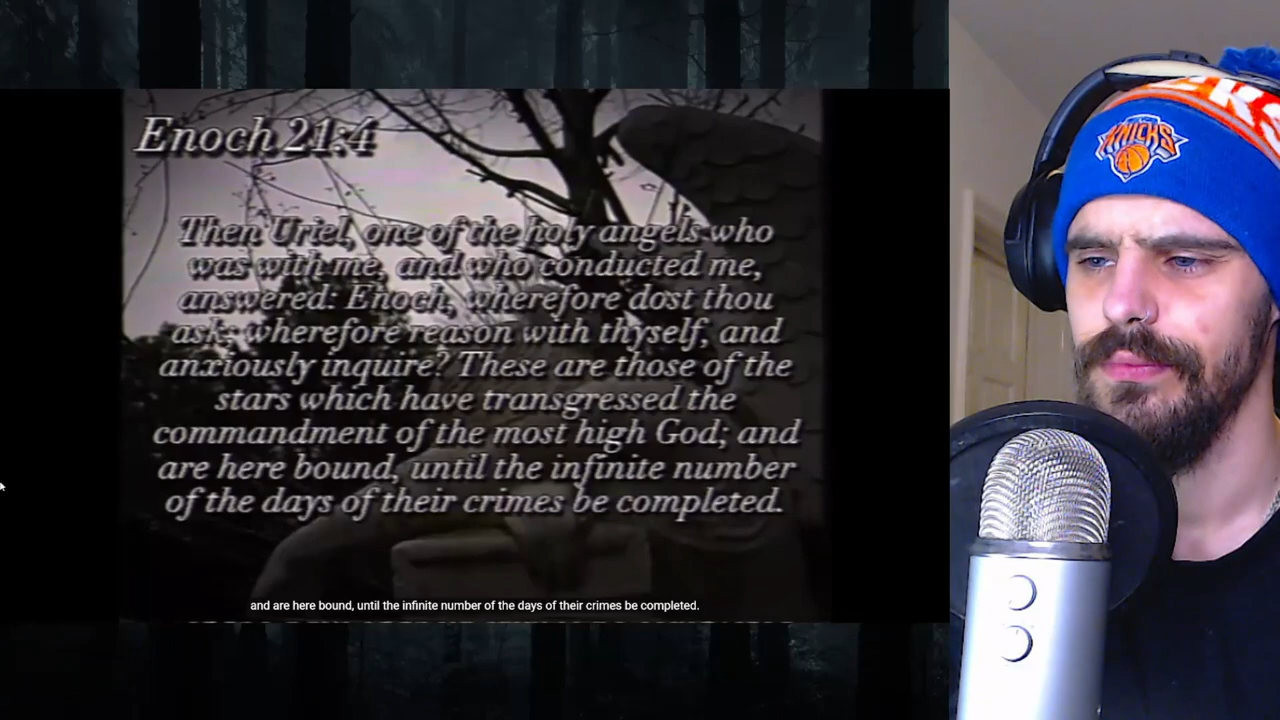 Enoch 21:4
Then Uriel, one of the holy angels who
was with me, and who conducted me,
answered: Enoch, wherefore dost thou
ask; wherefore reason with thyself, and
anxiously inquire? These are those of the
stars which have transgressed the
commandment of the most high God; and
are here bound, until the infinite number
of the days of their crimes be completed.
and are here bound, until the infinite number of the days of their crimes be completed.
KNICKS